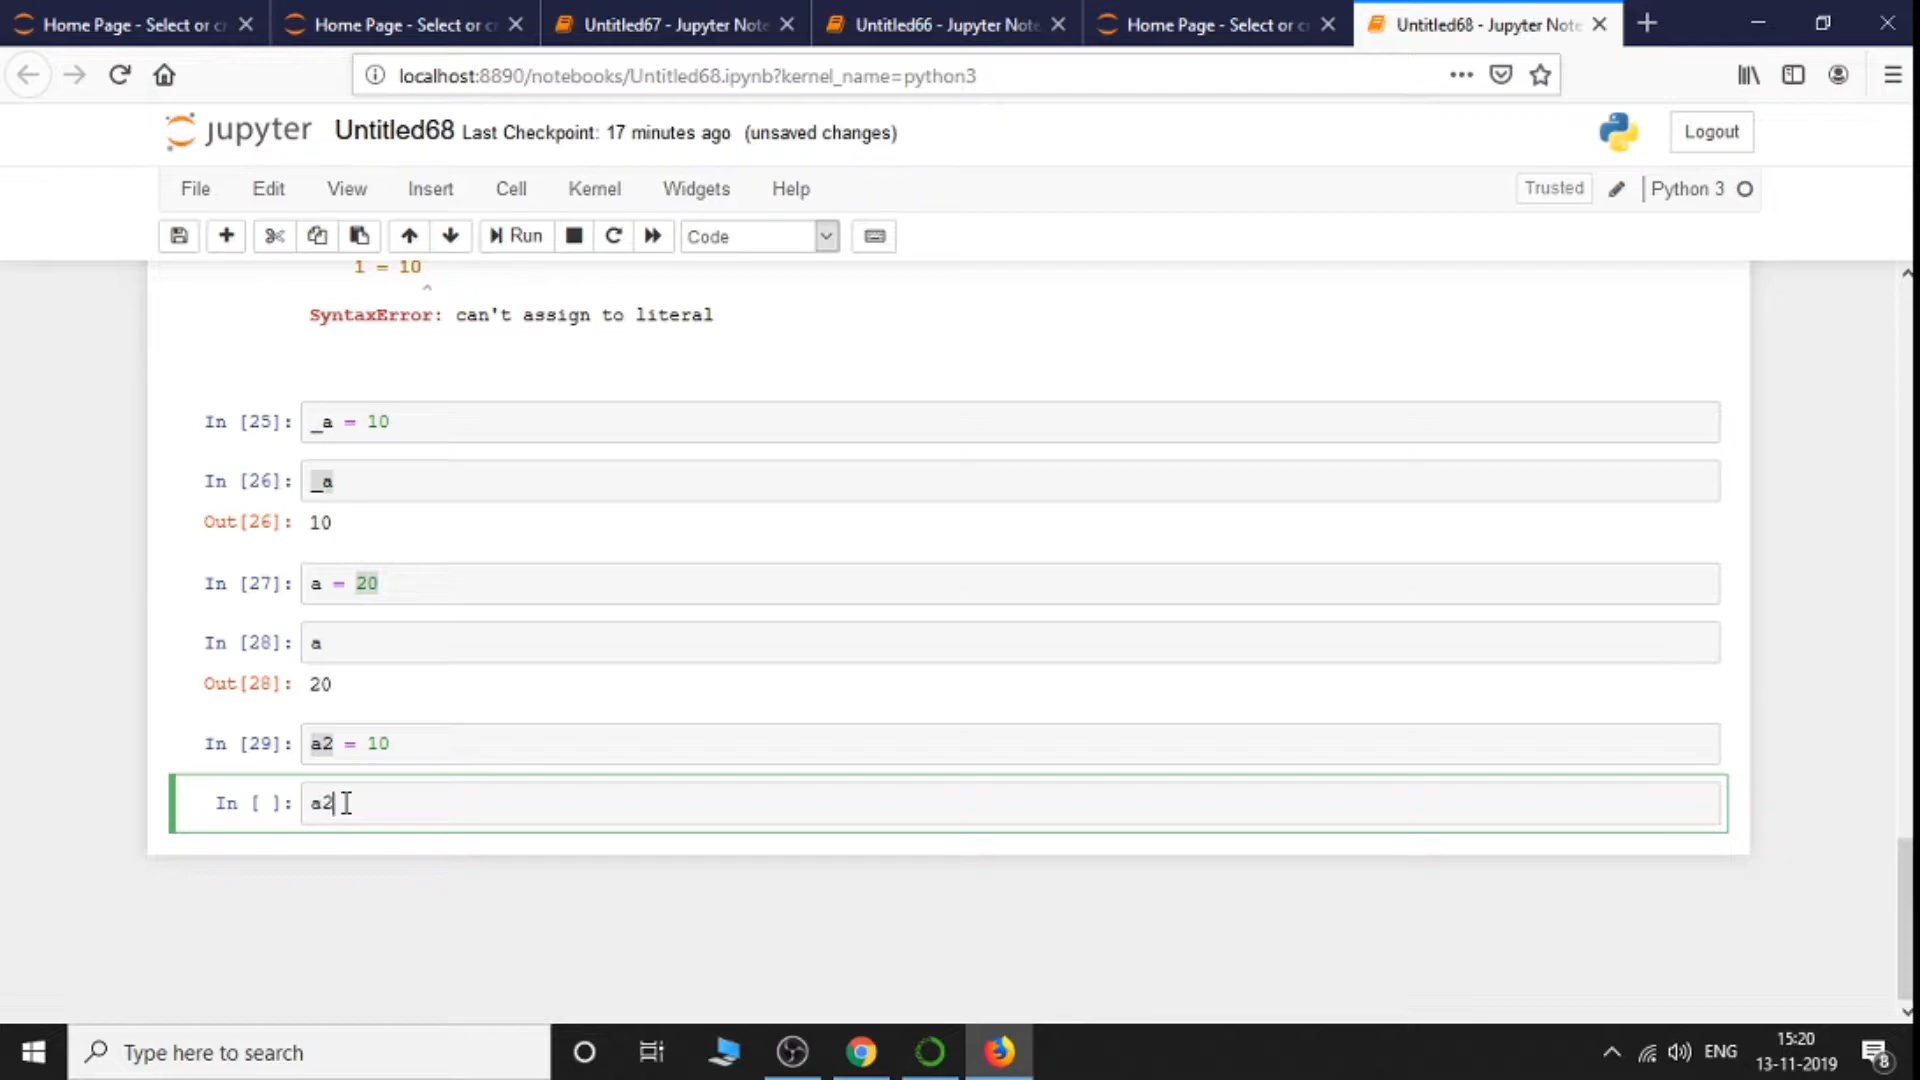 Home Page - Select or c
Home Page - Select or c
Untitled67 - Jupyter Note
Untitled66 - Jupyter Note
Home Page - Select or c
Untitled68 - Jupyter Note
localhost:8890/notebooks/Untitled68.ipynb?kernel_name=python3
jupyter Untitled68 Last Checkpoint: 17 minutes ago (unsaved changes)
Logout
File Edit View Insert Cell Kernel Widgets Help
Trusted
Python 3
Run
Code
1 = 10
^
SyntaxError: can't assign to literal
In [25]: _a = 10
In [26]: _a
Out[26]: 10
In [27]: a = 20
In [28]: a
Out[28]: 20
In [29]: a2 = 10
In [ ]: a2
Type here to search
ENG
15:20
13-11-2019
8